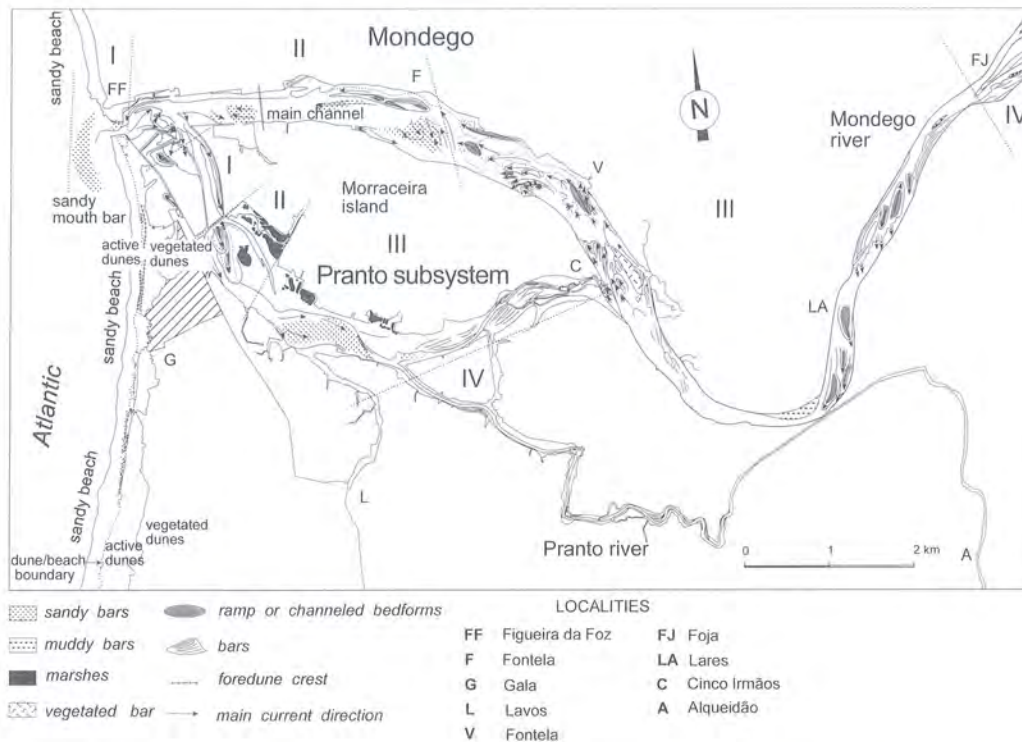 sandy beach
I
FF
II
Mondego
F
main channel
N
FJ
IV
Mondego
river
V
I
II
Morraceira
island
III
III
sandy
mouth bar
active
dunes
vegetated
dunes
Pranto subsystem
C
LA
sandy beach
G
IV
Atlantic
L
sandy beach
vegetated
dunes
active
dunes
dune/beach
boundary
Pranto river
0 1 2 km
A
sandy bars
muddy bars
marshes
vegetated bar
ramp or channeled bedforms
bars
foredune crest
main current direction
LOCALITIES
FF Figueira da Foz
F Fontela
G Gala
L Lavos
V Fontela
FJ Foja
LA Lares
C Cinco Irmãos
A Alqueidão